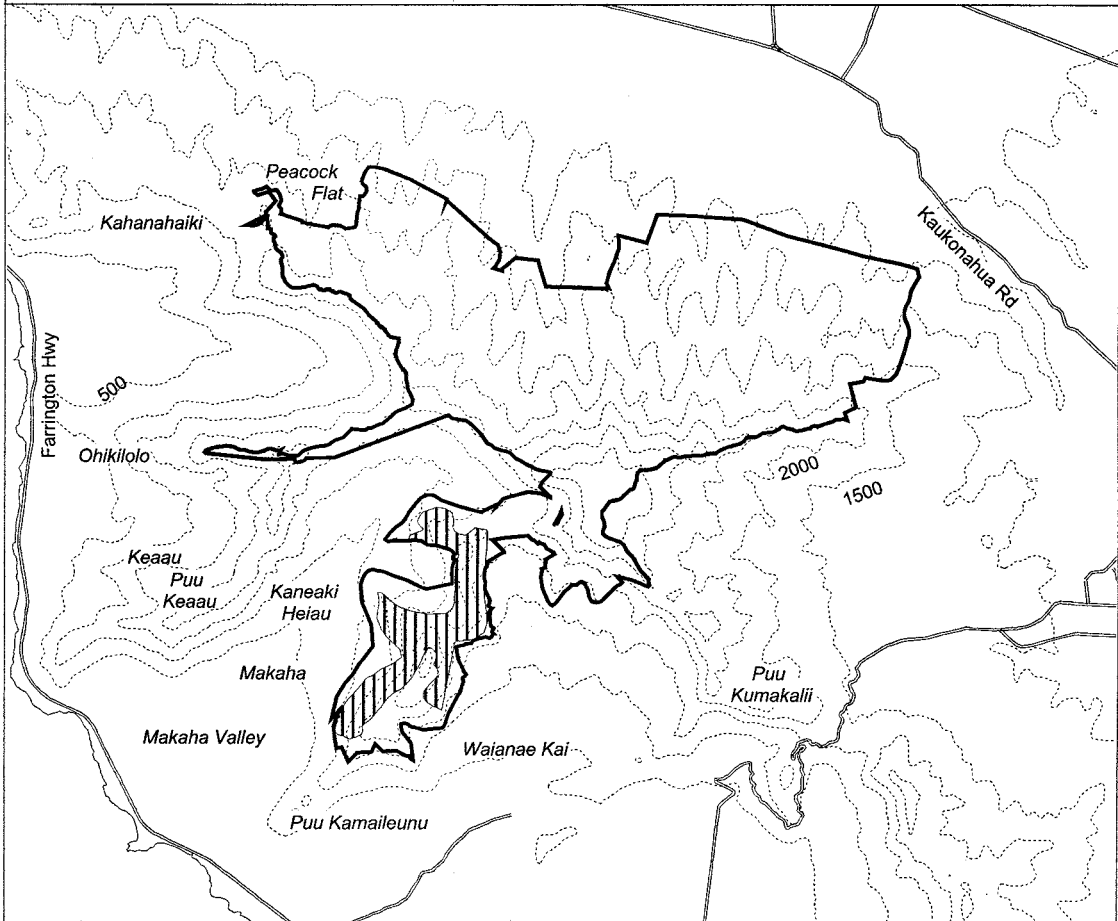 Peacock
Flat
Kahanahaiki
Kaukonahua Rd
Farrington Hwy
500
Ohikilolo
2000
1500
Keaau
Puu
Keaau
Kaneaki
Heiau
Makaha
Puu
Kumakalii
Makaha Valley
Waianae Kai
Puu Kamaileunu